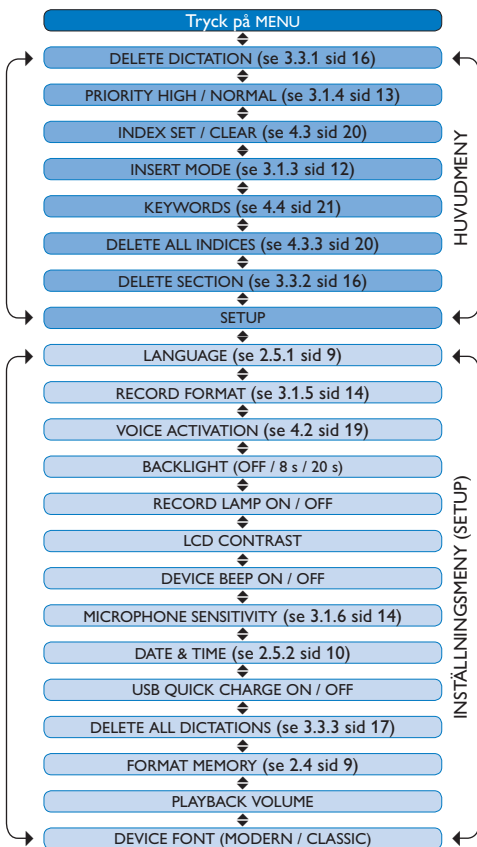 Tryck på MENU
DELETE DICTATION (se 3.3.1 sid 16)
PRIORITY HIGH / NORMAL (se 3.1.4 sid 13)
INDEX SET / CLEAR (se 4.3 sid 20)
INSERT MODE (se 3.1.3 sid 12)
KEYWORDS (se 4.4 sid 21)
DELETE ALL INDICES (se 4.3.3 sid 20)
DELETE SECTION (se 3.3.2 sid 16)
SETUP
HUVUDMENY
LANGUAGE (se 2.5.1 sid 9)
RECORD FORMAT (se 3.1.5 sid 14)
VOICE ACTIVATION (se 4.2 sid 19)
BACKLIGHT (OFF / 8 s / 20 s)
RECORD LAMP ON / OFF
LCD CONTRAST
DEVICE BEEP ON / OFF
MICROPHONE SENSITIVITY (se 3.1.6 sid 14)
DATE & TIME (se 2.5.2 sid 10)
USB QUICK CHARGE ON / OFF
DELETE ALL DICTATIONS (se 3.3.3 sid 17)
FORMAT MEMORY (se 2.4 sid 9)
PLAYBACK VOLUME
DEVICE FONT (MODERN / CLASSIC)
INSTÄLLNINGSMENY (SETUP)